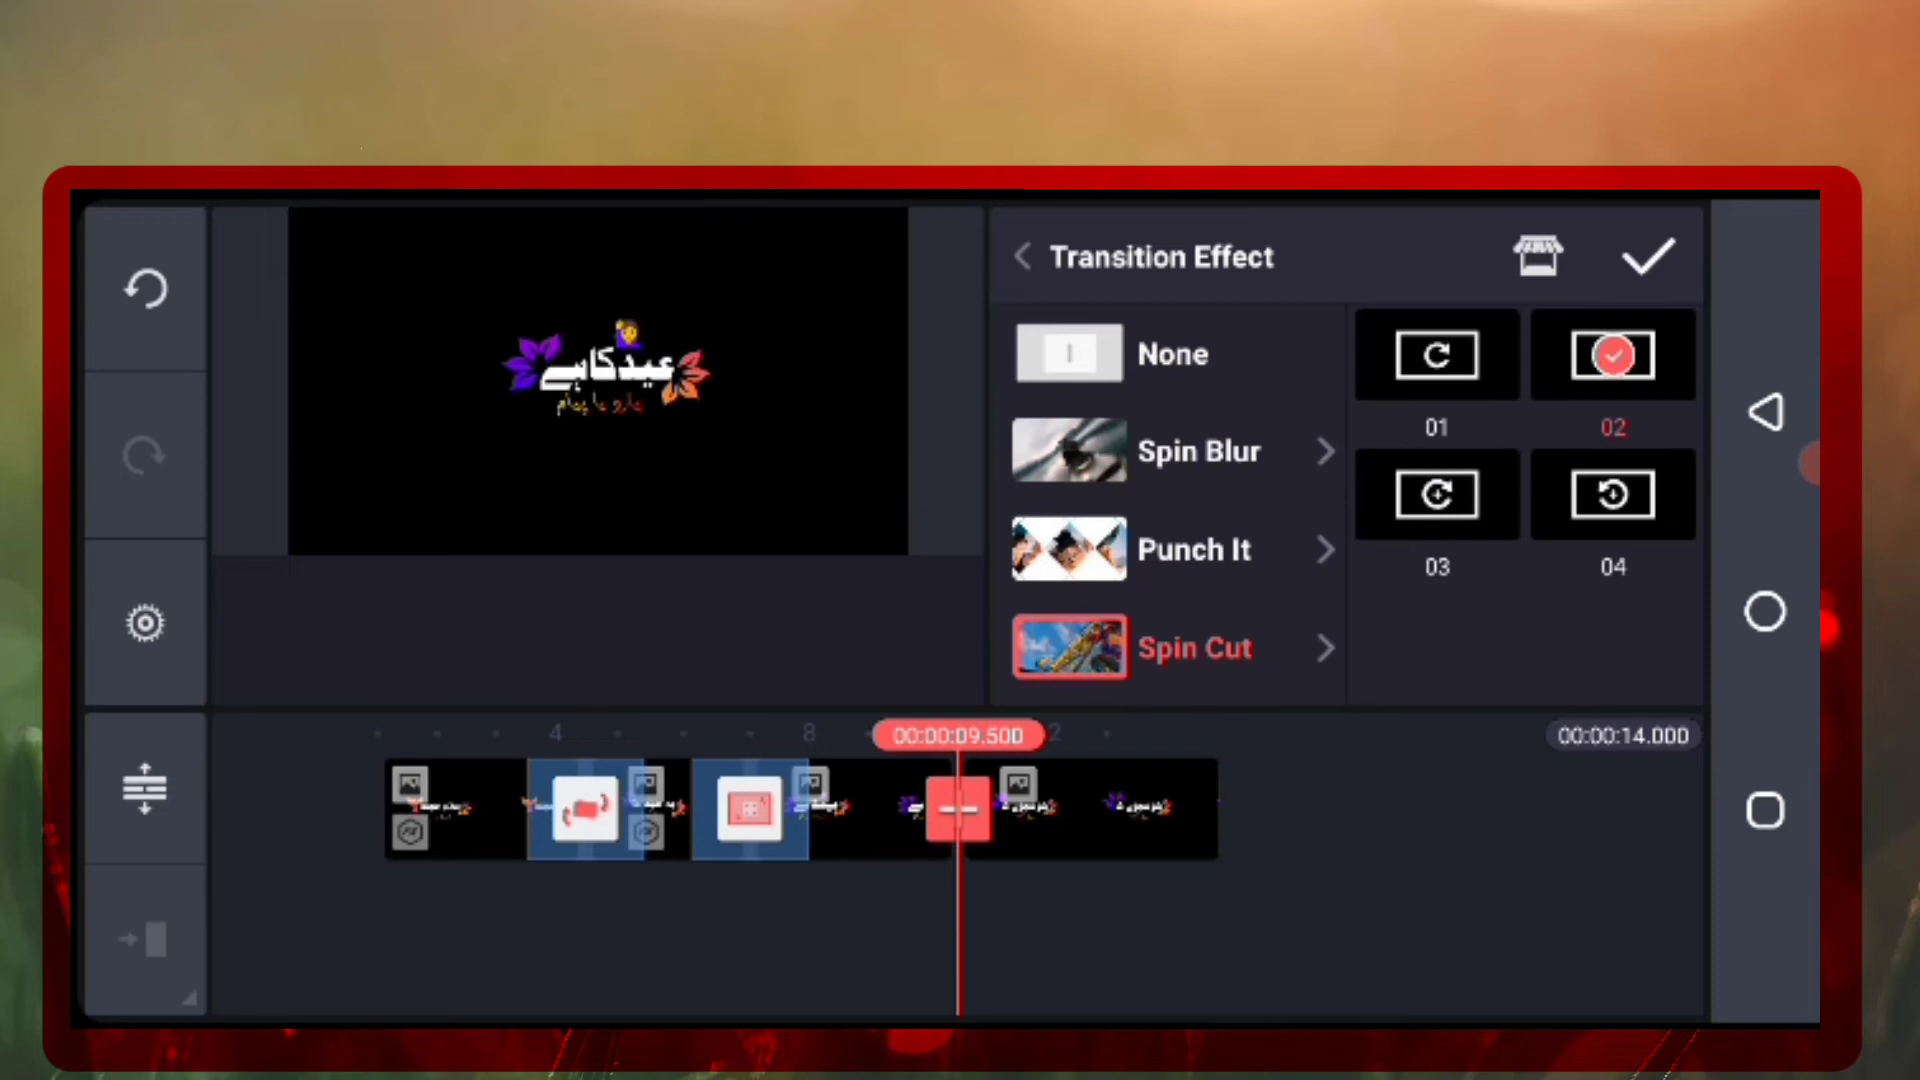 Transition Effect
None
Spin Blur
Punch It
Spin Cut
01
02
03
04
عید کا ہے
4
8
00:00:09.500
2
00:00:14.000